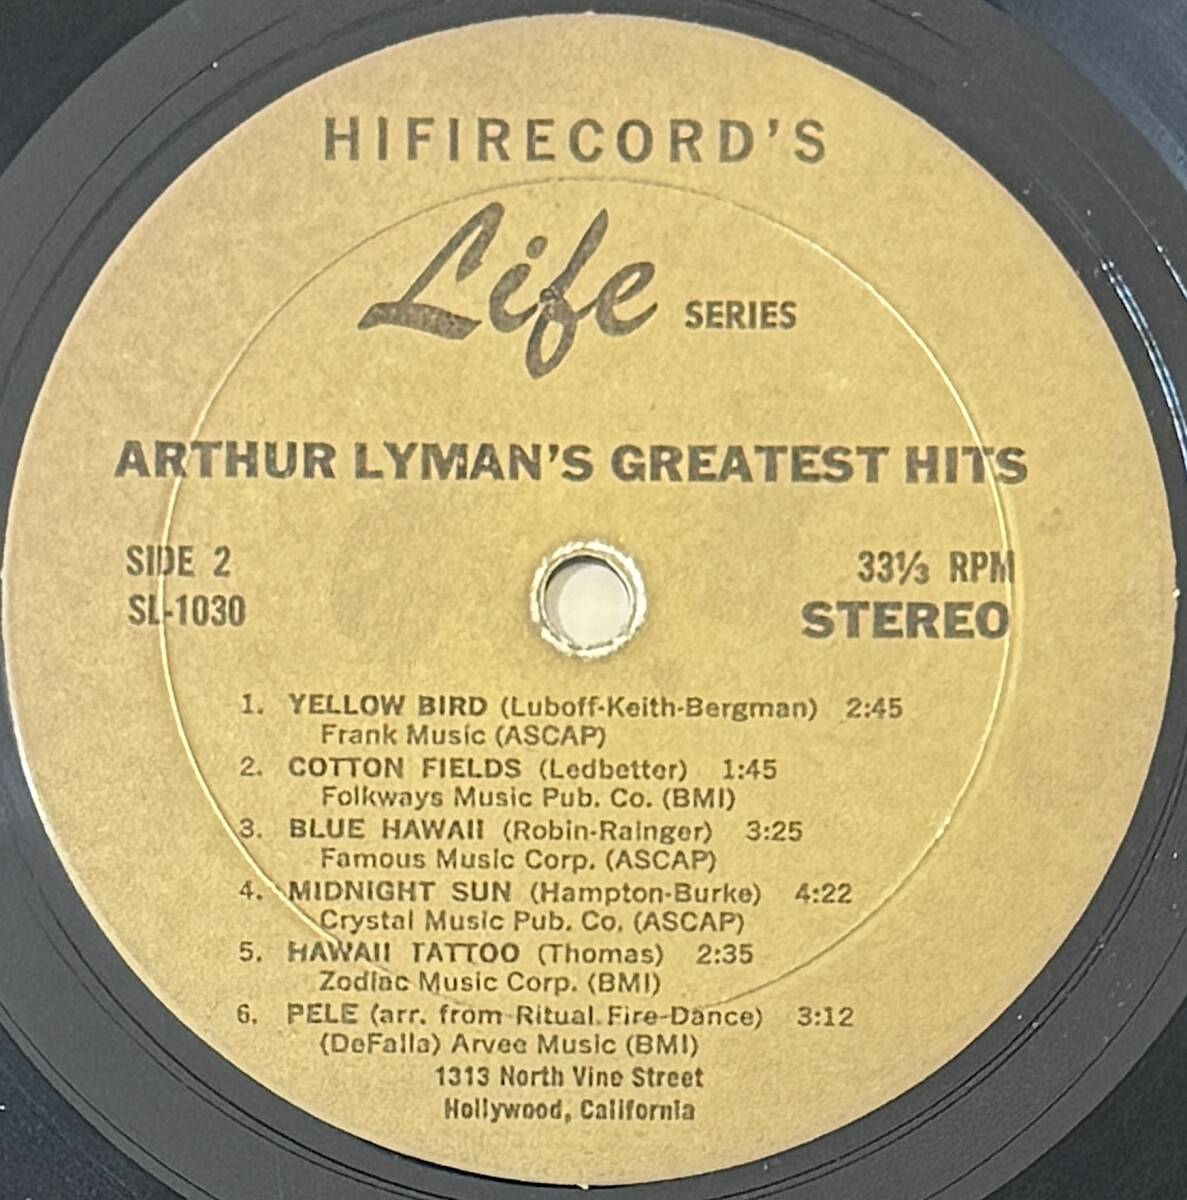 HIFIRECORD'S
Life SERIES
ARTHUR LYMAN'S GREATEST HITS
SIDE 2
SL-1030
33⅓ RPM
STEREO
1. YELLOW BIRD (Luboff-Keith-Bergman) 2:45
Frank Music (ASCAP)
2. COTTON FIELDS (Ledbetter) 1:45
Folkways Music Pub. Co. (BMI)
3. BLUE HAWAII (Robin-Rainger) 3:25
Famous Music Corp. (ASCAP)
4. MIDNIGHT SUN (Hampton-Burke) 4:22
Crystal Music Pub. Co. (ASCAP)
5. HAWAII TATTOO (Thomas) 2:35
Zodiac Music Corp. (BMI)
6. PELE (arr. from Ritual Fire Dance) 3:12
(DeFalla) Arvee Music (BMI)
1313 North Vine Street
Hollywood, California